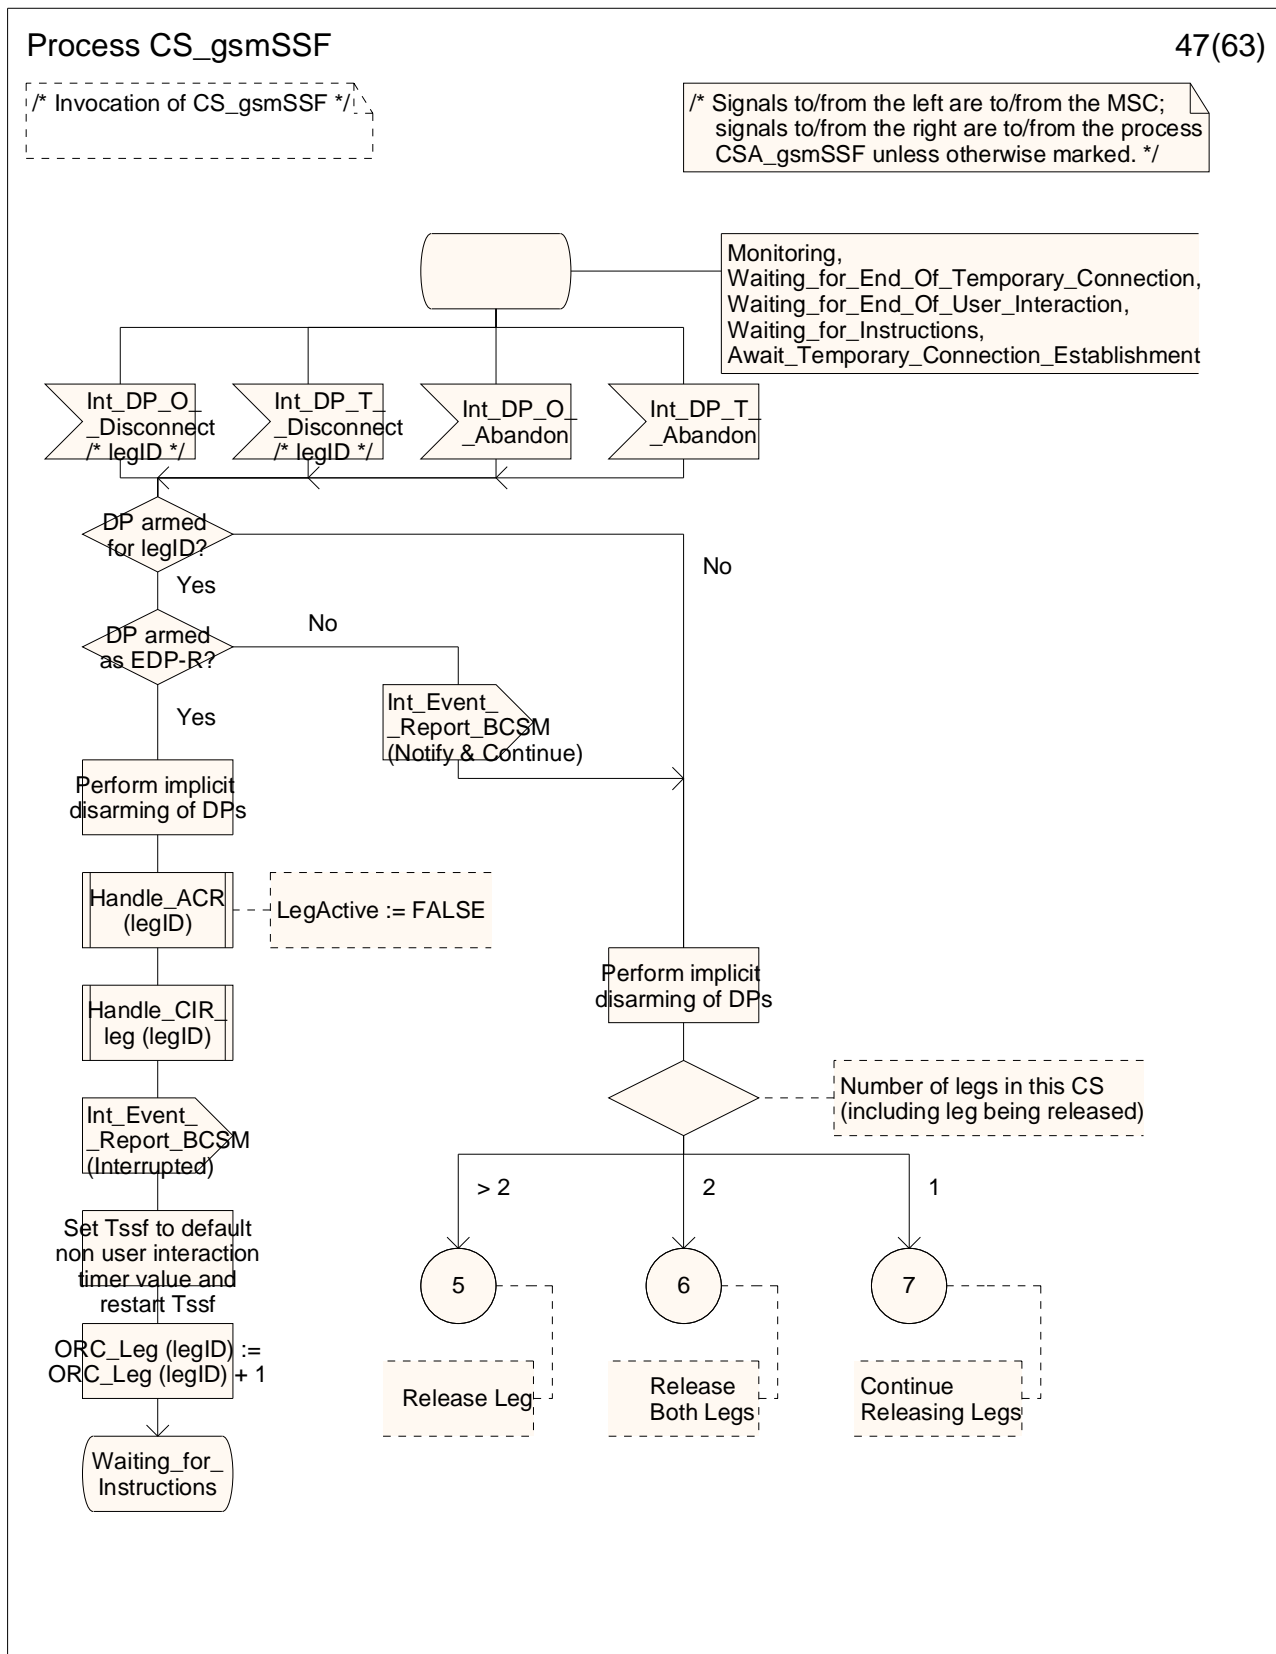 Process CS_gsmSSF
47(63)
/* Invocation of CS_gsmSSF */
/* Signals to/from the left are to/from the MSC;
signals to/from the right are to/from the process
CSA_gsmSSF unless otherwise marked. */
Monitoring,
Waiting_for_End_Of_Temporary_Connection,
Waiting_for_End_Of_User_Interaction,
Waiting_for_Instructions,
Await_Temporary_Connection_Establishment
Int_DP_O_
_Disconnect
/* legID */
Int_DP_T_
_Disconnect
/* legID */
Int_DP_O_
_Abandon
Int_DP_T_
_Abandon
DP armed
for legID?
No
Yes
DP armed
as EDP-R?
No
Yes
Int_Event_
_Report_BCSM
(Notify & Continue)
Perform implicit
disarming of DPs
Handle_ACR
(legID)
LegActive := FALSE
Perform implicit
disarming of DPs
Handle_CIR_
leg (legID)
Number of legs in this CS
(including leg being released)
Int_Event_
_Report_BCSM
(Interrupted)
> 2
2
1
Set Tssf to default
non user interaction
timer value and
restart Tssf
5
6
7
ORC_Leg (legID) :=
ORC_Leg (legID) + 1
Release Leg
Release
Both Legs
Continue
Releasing Legs
Waiting_for_
Instructions